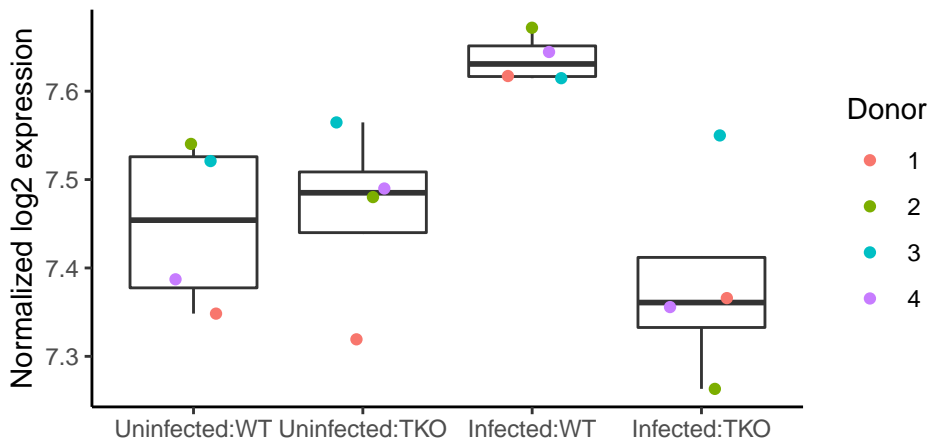 Normalized log2 expression
7.6
7.5
7.4
7.3
Uninfected:WT Uninfected:TKO Infected:WT Infected:TKO
Donor
1
2
3
4